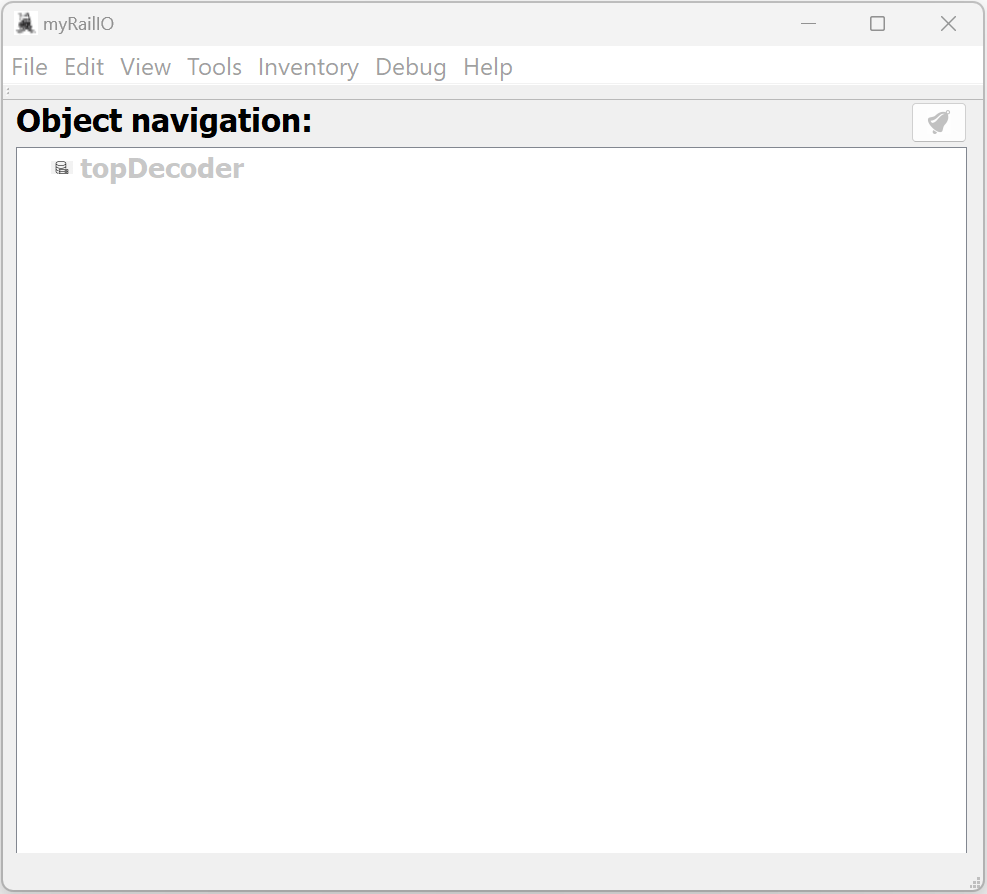 myRailIO
File Edit View Tools Inventory Debug Help
Object navigation:
topDecoder